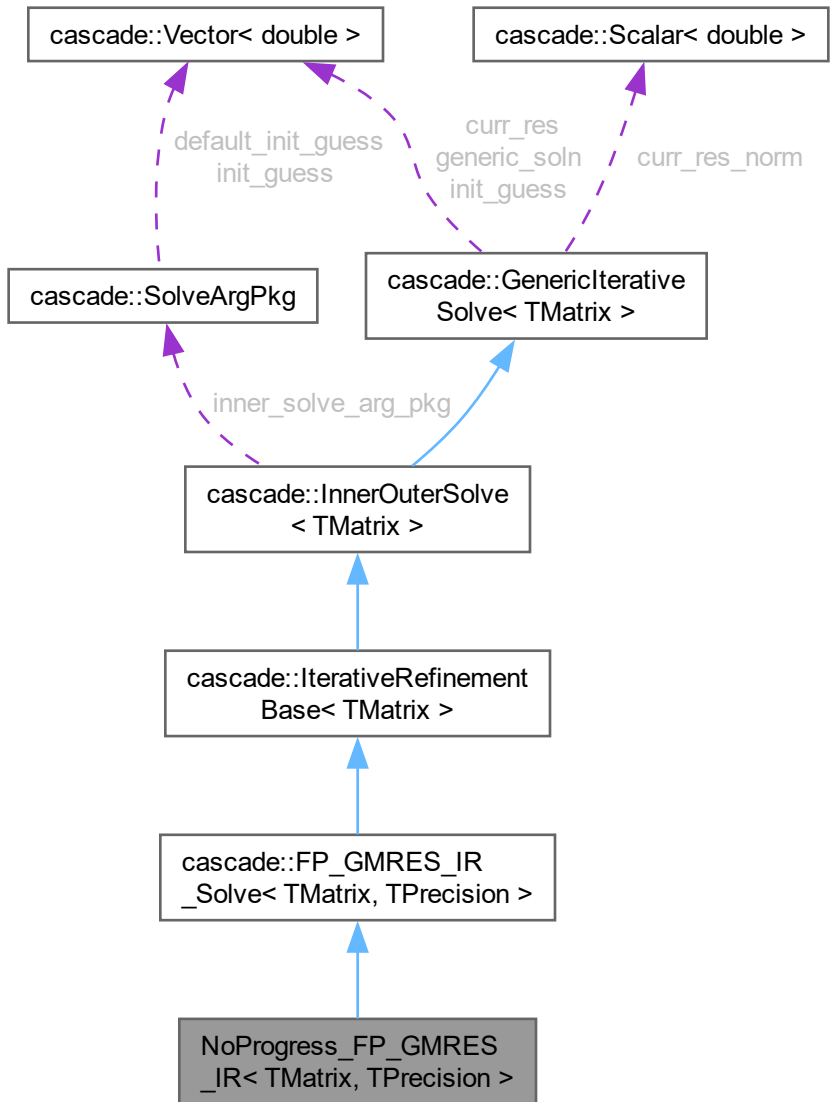 cascade::Vector< double >
cascade::Scalar< double >
default_init_guess
init_guess
curr_res
generic_soln
init_guess
curr_res_norm
cascade::SolveArgPkg
cascade::GenericIterative
Solve< TMatrix >
inner_solve_arg_pkg
cascade::InnerOuterSolve
< TMatrix >
cascade::IterativeRefinement
Base< TMatrix >
cascade::FP_GMRES_IR
_Solve< TMatrix, TPrecision >
NoProgress_FP_GMRES
_IR< TMatrix, TPrecision >